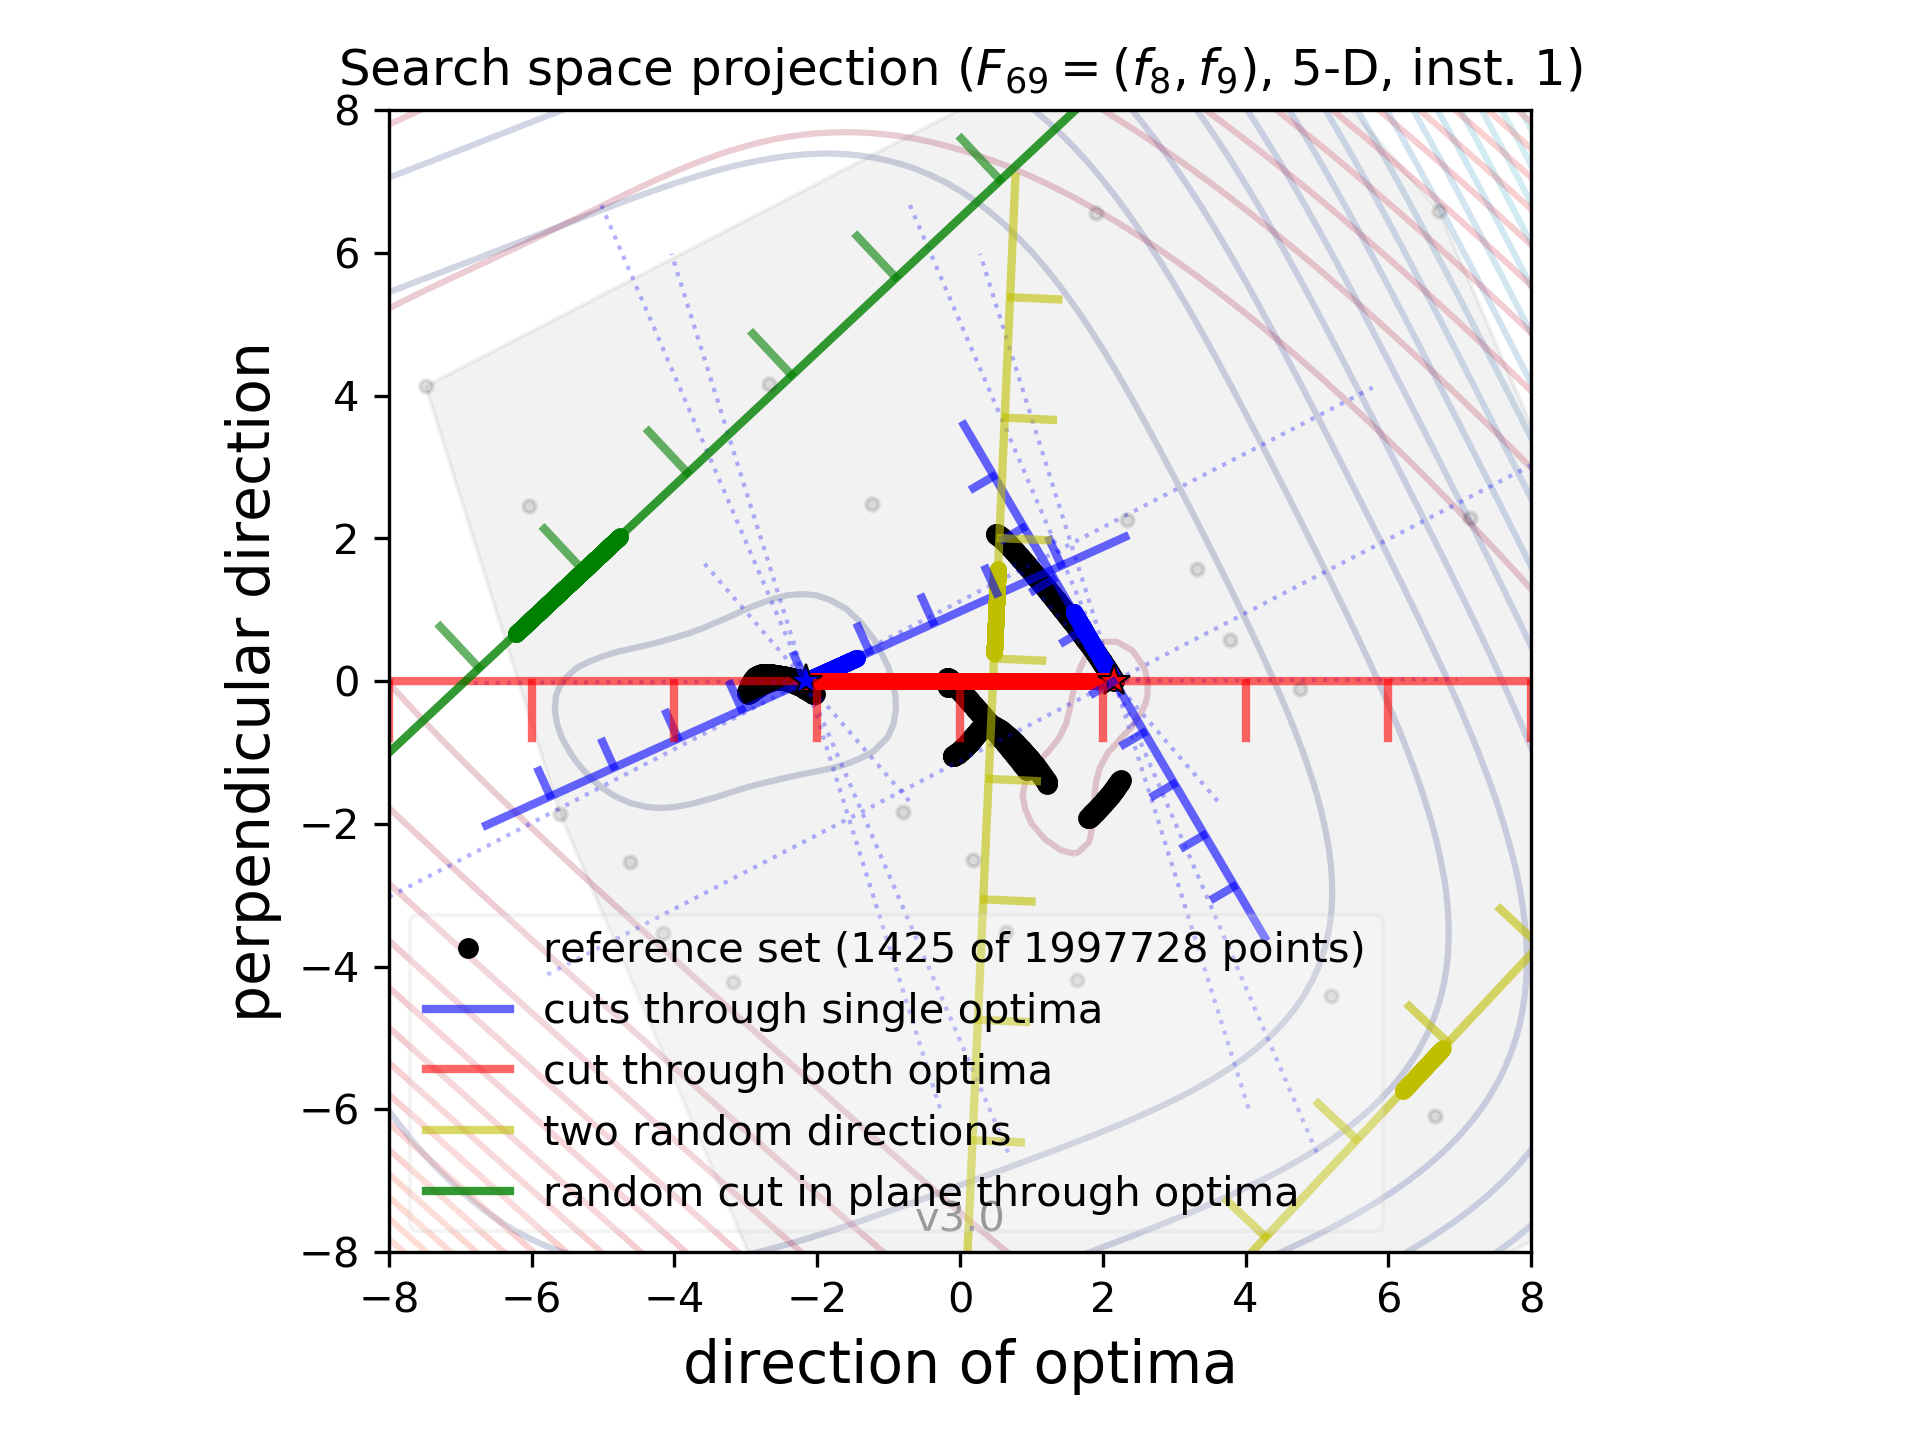 Search space projection (F69 = (f8, f9), 5-D, inst. 1)
8
6
4
2
0
−2
−4
−6
−8
perpendicular direction
reference set (1425 of 1997728 points)
cuts through single optima
cut through both optima
two random directions
random cut in plane through optima
v3.0
−8 −6 −4 −2 0 2 4 6 8
direction of optima